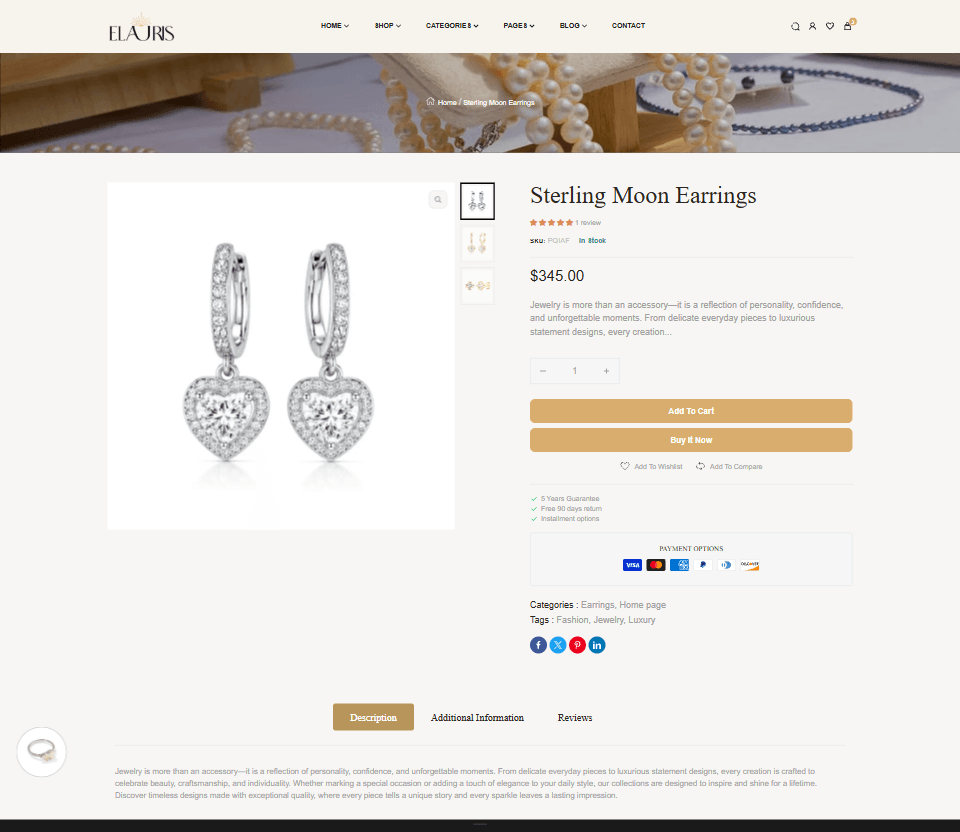 ELAURIS
HOME SHOP CATEGORIES PAGES BLOG CONTACT
Home / Sterling Moon Earrings
Sterling Moon Earrings
1 review
SKU: PQIAF In Stock
$345.00
Jewelry is more than an accessory—it is a reflection of personality, confidence,
and unforgettable moments. From delicate everyday pieces to luxurious
statement designs, every creation...
− 1 +
Add To Cart
Buy It Now
Add To Wishlist Add To Compare
5 Years Guarantee
Free 90 days return
Installment options
PAYMENT OPTIONS
VISA DISCOVER
Categories : Earrings, Home page
Tags : Fashion, Jewelry, Luxury
Description Additional Information Reviews
Jewelry is more than an accessory—it is a reflection of personality, confidence, and unforgettable moments. From delicate everyday pieces to luxurious statement designs, every creation is crafted to
celebrate beauty, craftsmanship, and individuality. Whether marking a special occasion or adding a touch of elegance to your daily style, our collections are designed to inspire and shine for a lifetime.
Discover timeless designs made with exceptional quality, where every piece tells a unique story and every sparkle leaves a lasting impression.